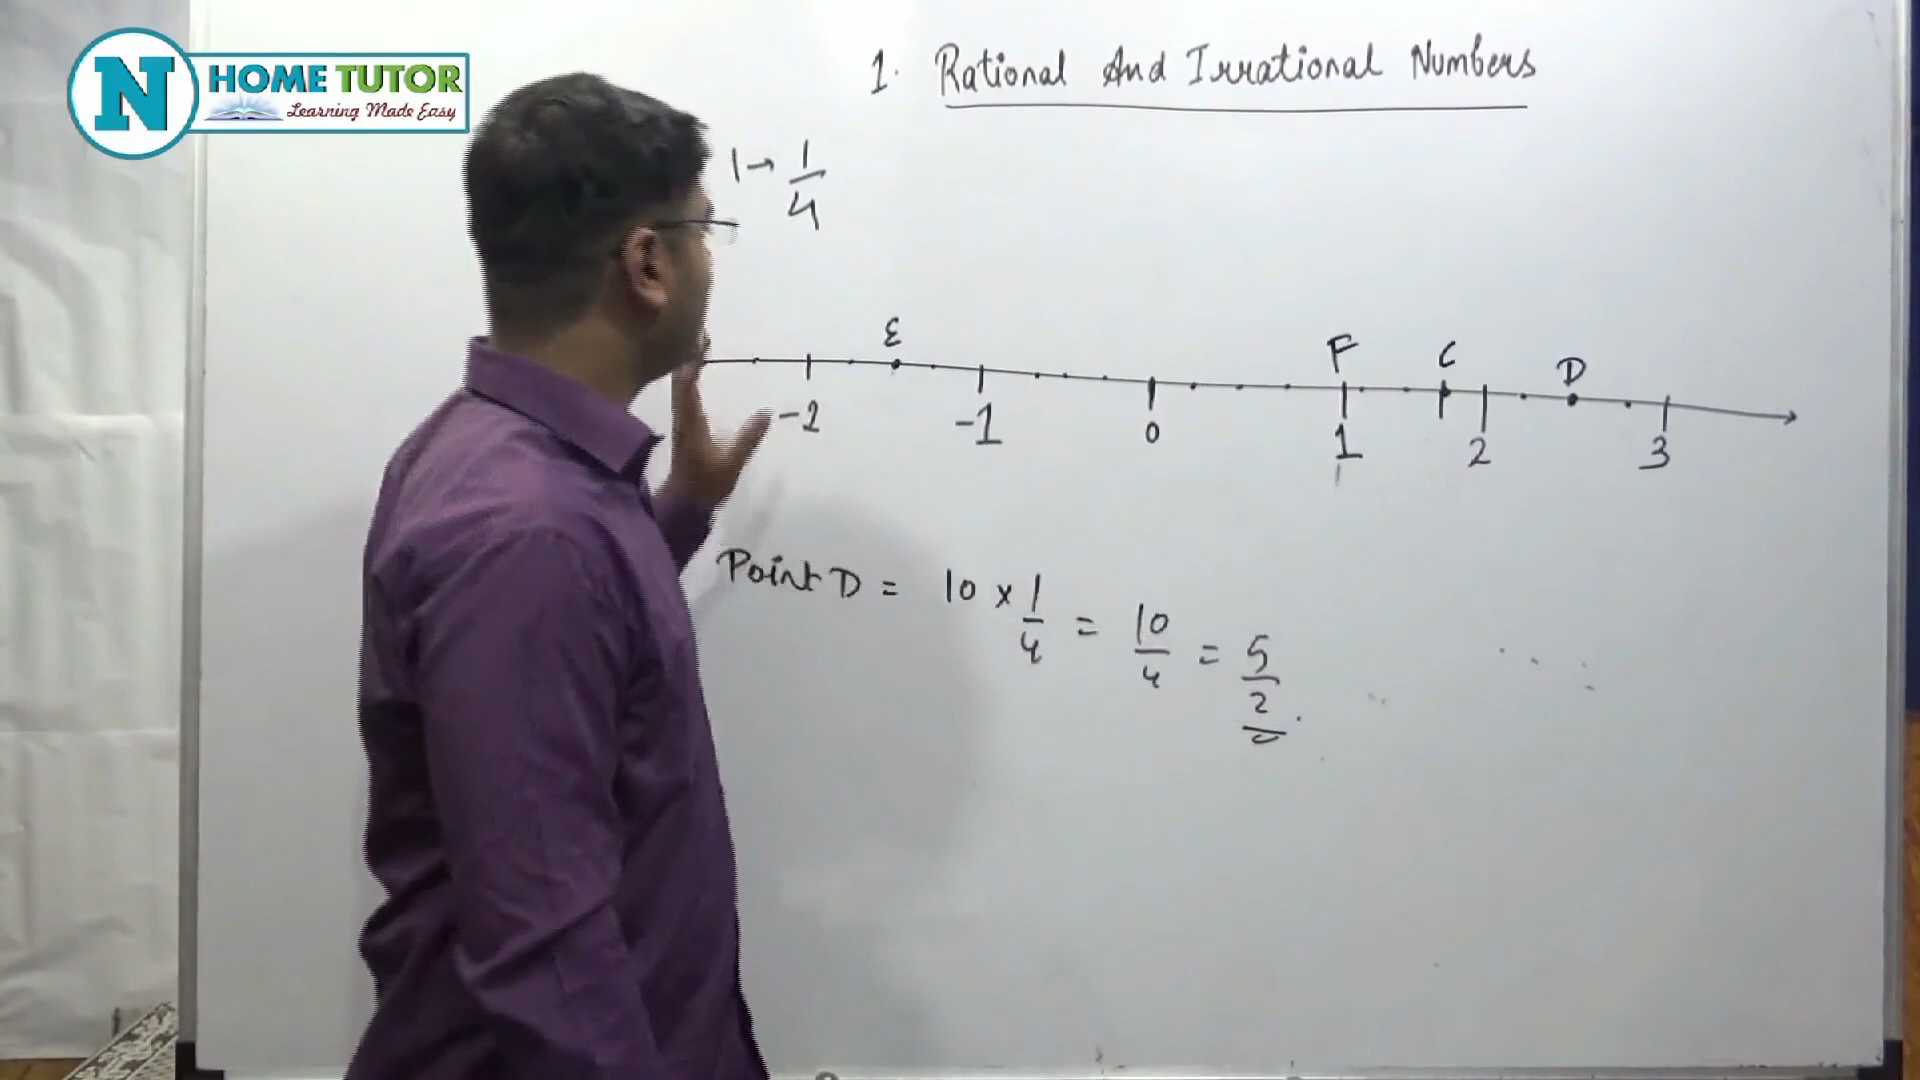 N HOME TUTOR
Learning Made Easy
1. Rational And Irrational Numbers
1 → 1/4
E F C D
-2 -1 0 1 2 3
Point D = 10 × 1/4 = 10/4 = 5/2